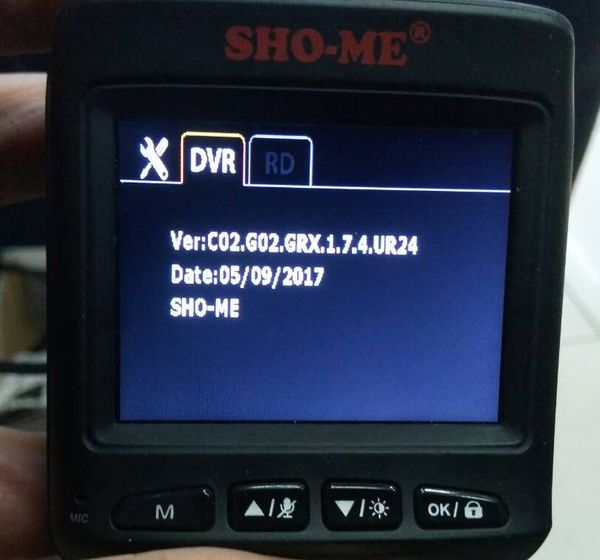 SHO-ME®
DVR RD
Ver:C02.G02.GRX.1.7.4.UR24
Date:05/09/2017
SHO-ME
MIC M ▲/ ▼/ OK/